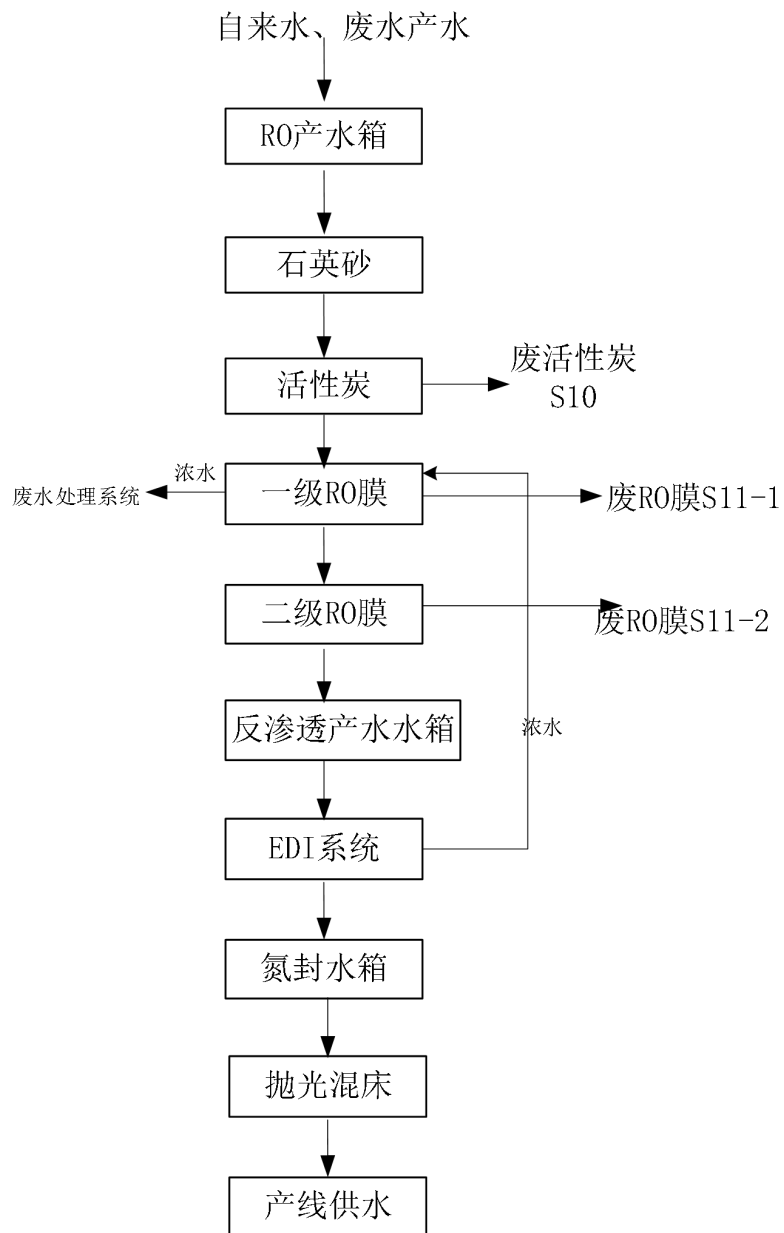 自来水、废水产水
RO产水箱
石英砂
活性炭
废活性炭
S10
浓水
废水处理系统
一级RO膜
废RO膜S11-1
二级RO膜
废RO膜S11-2
反渗透产水水箱
浓水
EDI系统
氮封水箱
抛光混床
产线供水